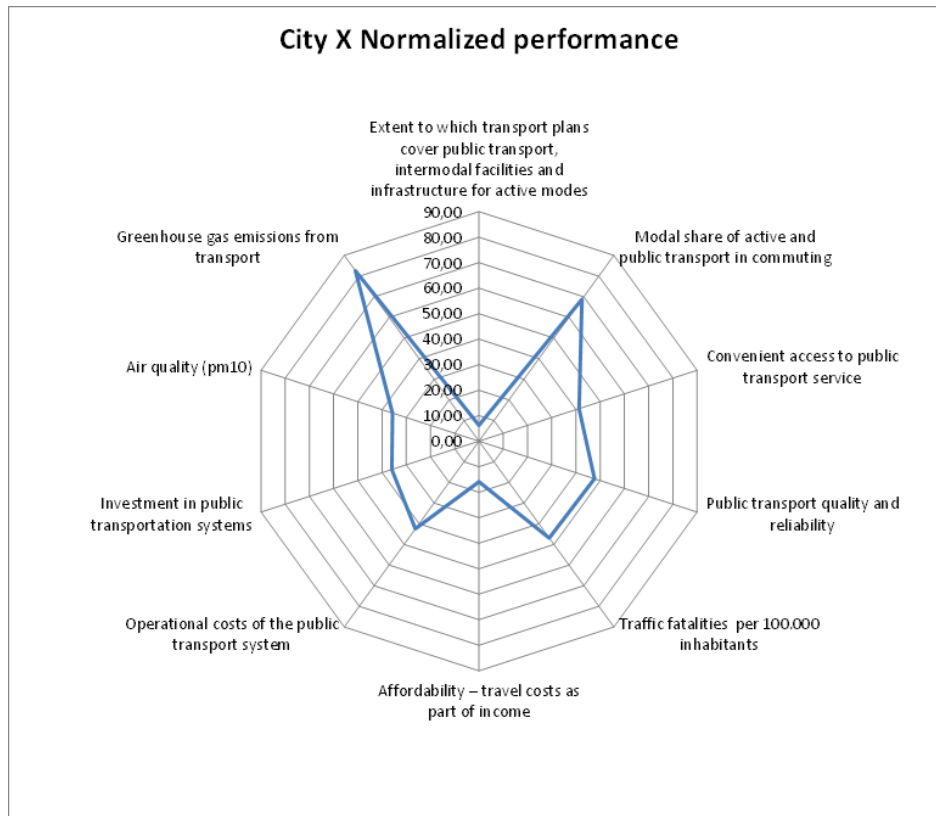 City X Normalized performance
Extent to which transport plans
cover public transport,
intermodal facilities and
infrastructure for active modes
90,00
80,00
70,00
60,00
50,00
40,00
30,00
20,00
10,00
0,00
Modal share of active and
public transport in commuting
Convenient access to public
transport service
Public transport quality and
reliability
Traffic fatalities per 100.000
inhabitants
Affordability – travel costs as
part of income
Operational costs of the public
transport system
Investment in public
transportation systems
Air quality (pm10)
Greenhouse gas emissions from
transport